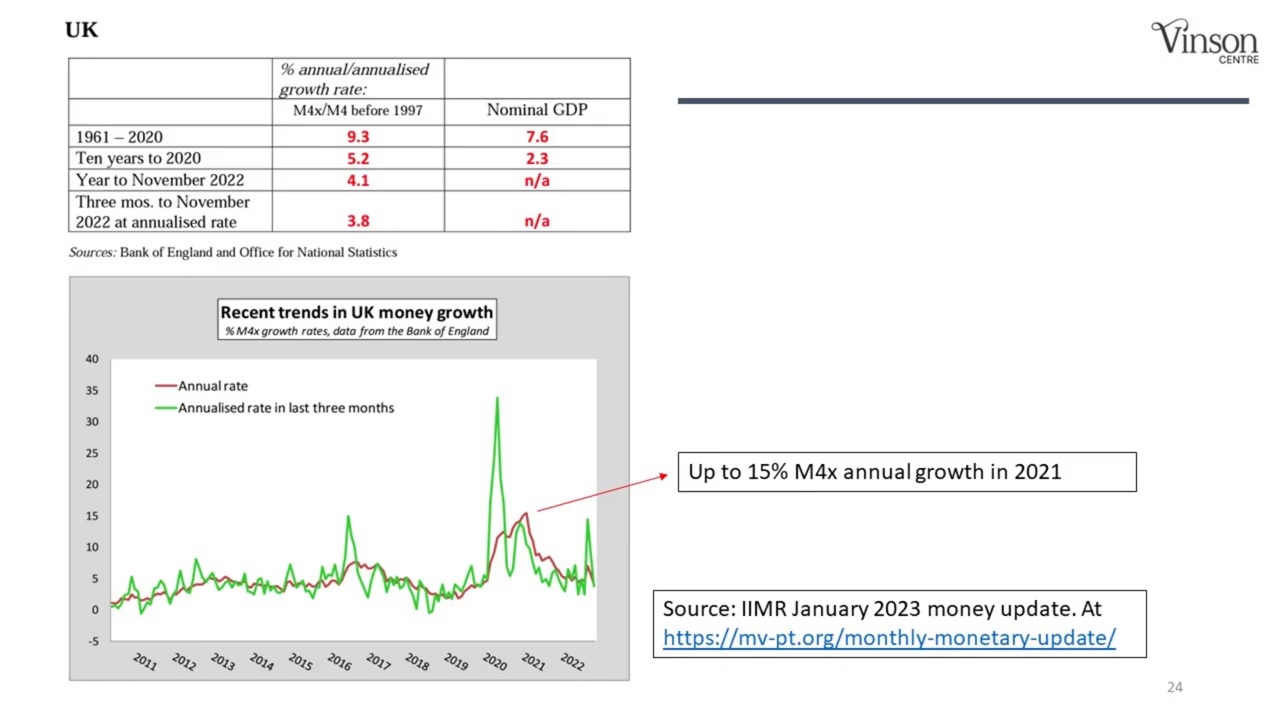 UK
Vinson
CENTRE
% annual/annualised
growth rate:
M4x/M4 before 1997 Nominal GDP
1961 – 2020 9.3 7.6
Ten years to 2020 5.2 2.3
Year to November 2022 4.1 n/a
Three mos. to November
2022 at annualised rate 3.8 n/a
Sources: Bank of England and Office for National Statistics
Recent trends in UK money growth
% M4x growth rates, data from the Bank of England
40
35
30
25
20
15
10
5
0
-5
Annual rate
Annualised rate in last three months
2011 2012 2013 2014 2015 2016 2017 2018 2019 2020 2021 2022
Up to 15% M4x annual growth in 2021
Source: IIMR January 2023 money update. At
https://mv-pt.org/monthly-monetary-update/
24